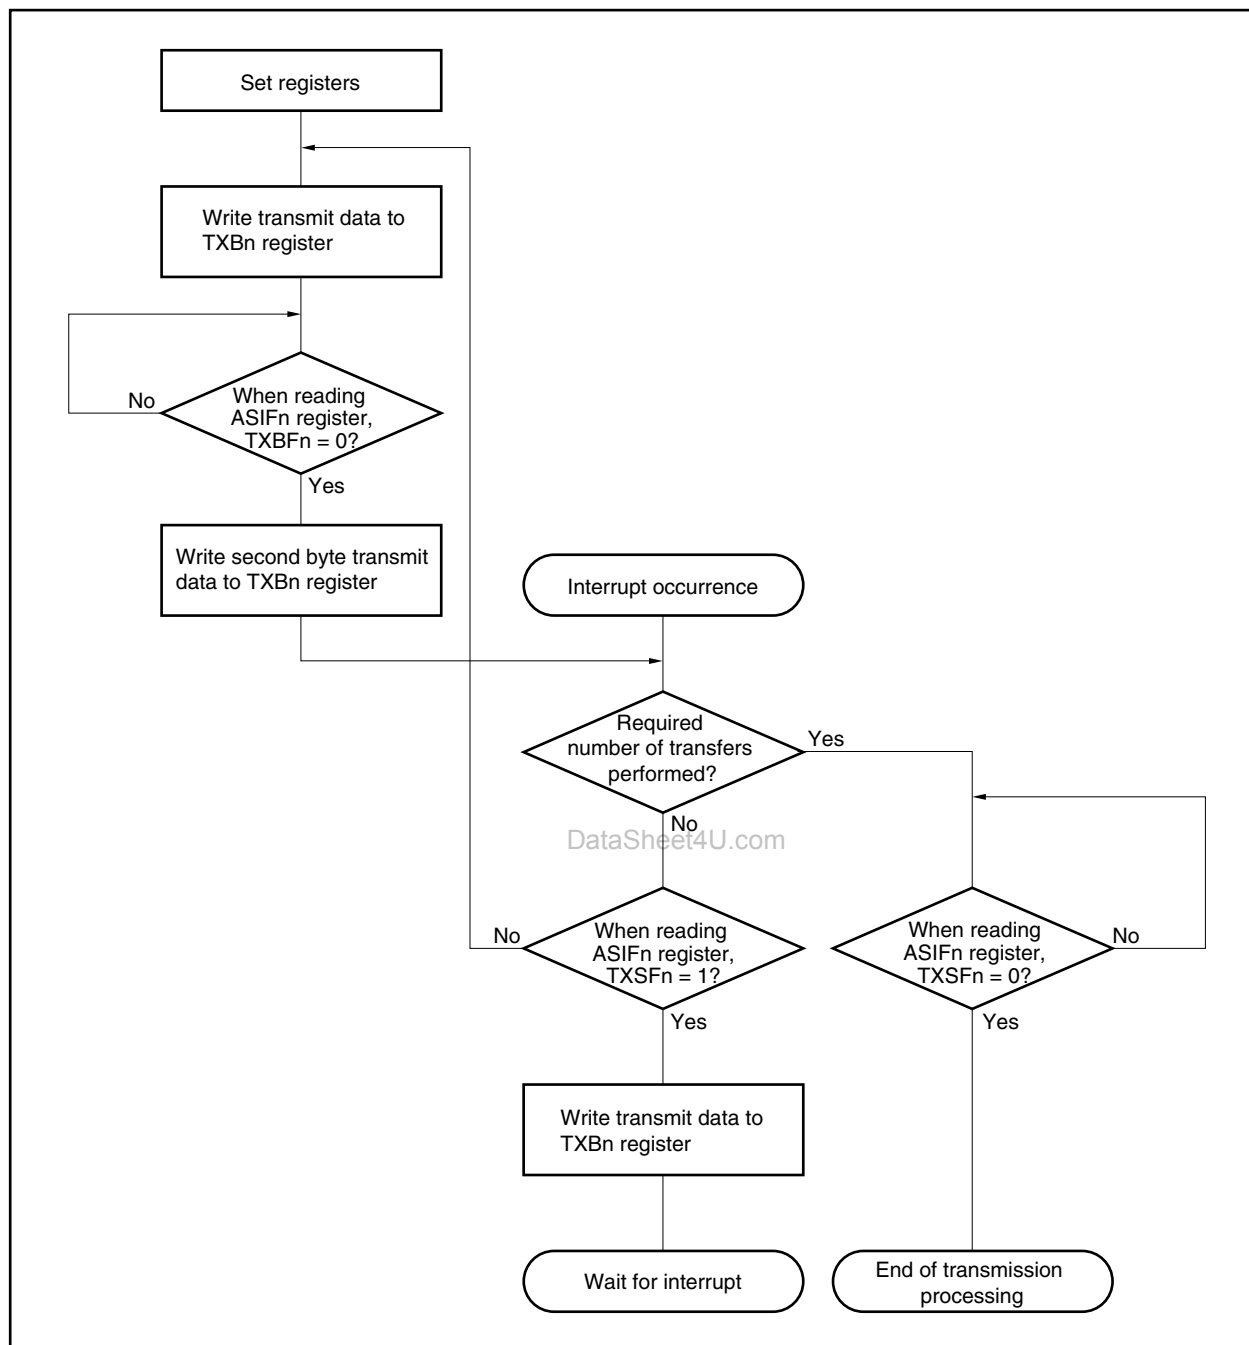 Set registers
Write transmit data to
TXBn register
When reading
ASIFn register,
TXBFn = 0?
No
Yes
Write second byte transmit
data to TXBn register
Interrupt occurrence
Required
number of transfers
performed?
Yes
No
DataSheet4U.com
When reading
ASIFn register,
TXSFn = 1?
No
Yes
When reading
ASIFn register,
TXSFn = 0?
No
Yes
Write transmit data to
TXBn register
Wait for interrupt
End of transmission
processing